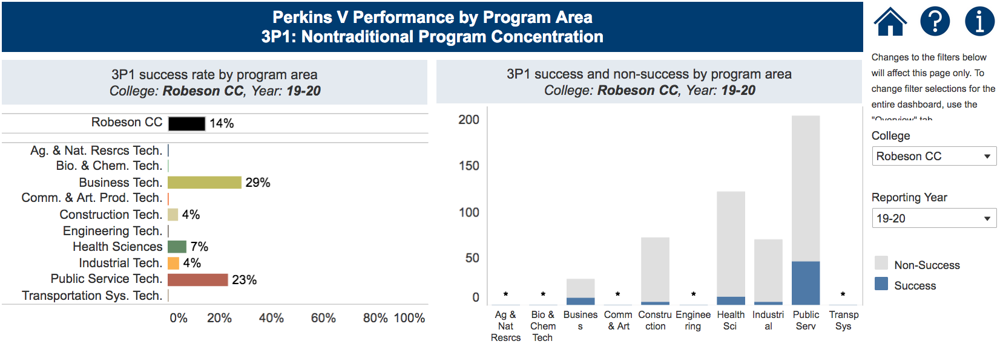 Perkins V Performance by Program Area
3P1: Nontraditional Program Concentration
3P1 success rate by program area
College: Robeson CC, Year: 19-20
Robeson CC 14%
Ag. & Nat. Resrcs Tech.
Bio. & Chem. Tech.
Business Tech. 29%
Comm. & Art. Prod. Tech.
Construction Tech. 4%
Engineering Tech.
Health Sciences 7%
Industrial Tech. 4%
Public Service Tech. 23%
Transportation Sys. Tech.
0% 20% 40% 60% 80% 100%
3P1 success and non-success by program area
College: Robeson CC, Year: 19-20
200
150
100
50
0
* * * * *
Ag & Bio & Busines Comm Constru Enginee Health Industri Public Transp
Nat Chem s & Art ction ring Sci al Serv Sys
Resrcs Tech
?
i
Changes to the filters below
will affect this page only. To
change filter selections for the
entire dashboard, use the
"Overview" tab
College
Robeson CC
Reporting Year
19-20
Non-Success
Success